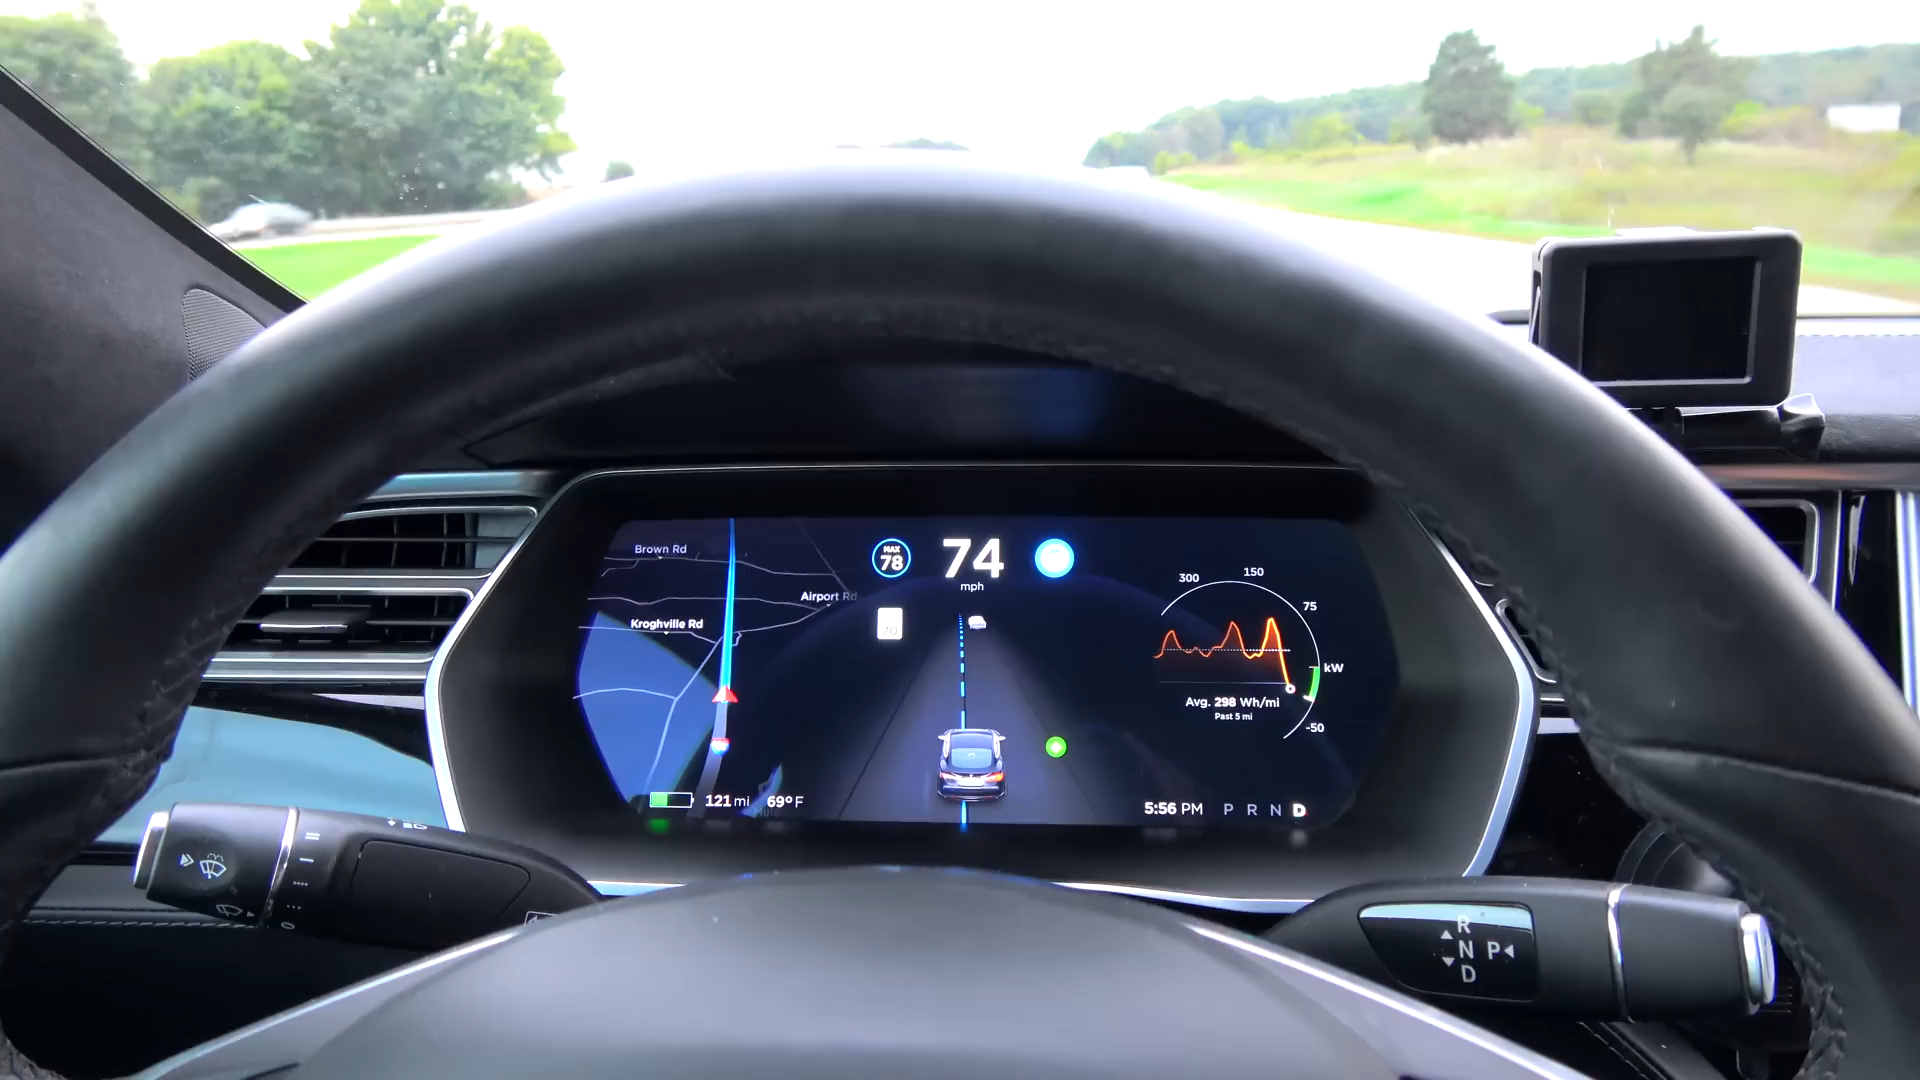 Brown Rd
Airport Rd
Kroghville Rd
MAX
78
74
mph
70
300
150
75
kW
-50
Avg. 298 Wh/mi
Past 5 mi
121 mi
69° F
5:56 PM
P R N D
R
N P
D